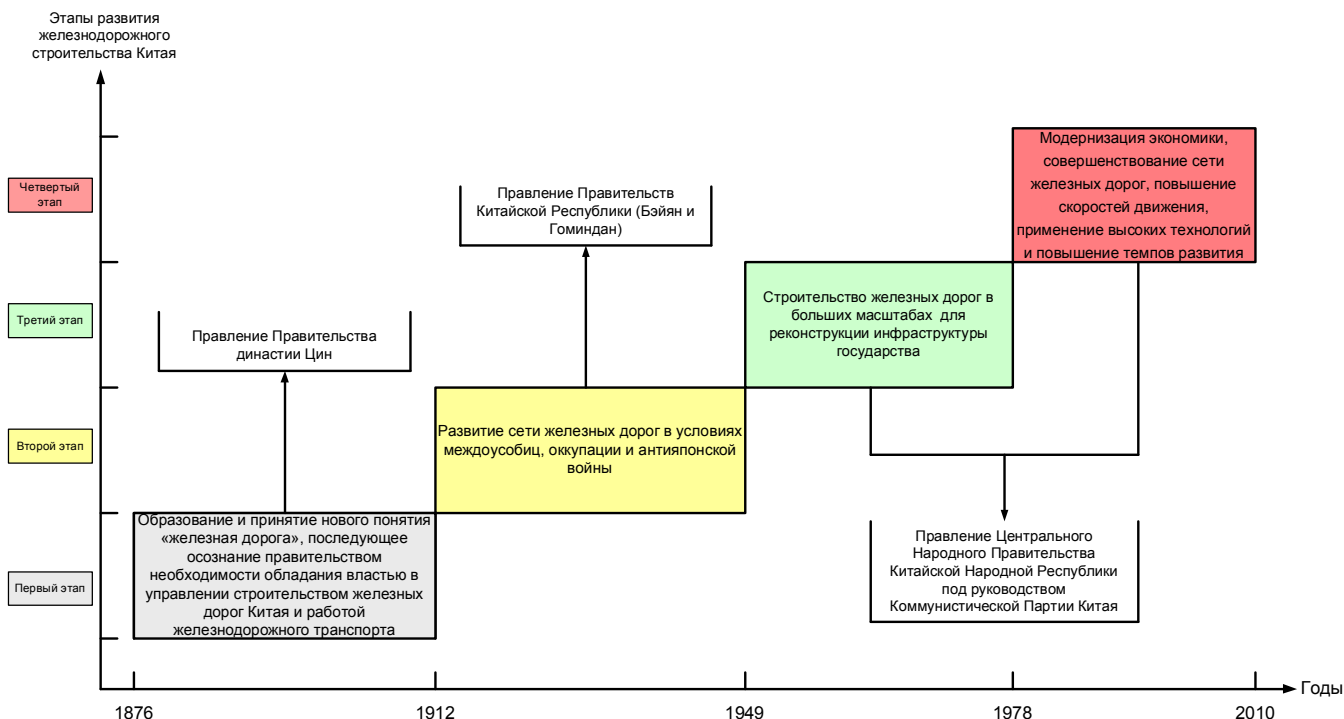 Этапы развития
железнодорожного
строительства Китая
Четвертый
этап
Третий этап
Второй этап
Первый этап
Модернизация экономики,
совершенствование сети
железных дорог, повышение
скоростей движения,
применение высоких технологий
и повышение темпов развития
Правление Правительств
Китайской Республики (Бэйян и
Гоминдан)
Строительство железных дорог в
больших масштабах для
реконструкции инфраструктуры
государства
Правление Правительства
династии Цин
Развитие сети железных дорог в условиях
междоусобиц, оккупации и антияпонской
войны
Образование и принятие нового понятия
«железная дорога», последующее
осознание правительством
необходимости обладания властью в
управлении строительством железных
дорог Китая и работой
железнодорожного транспорта
Правление Центрального
Народного Правительства
Китайской Народной Республики
под руководством
Коммунистической Партии Китая
Годы
1876
1912
1949
1978
2010